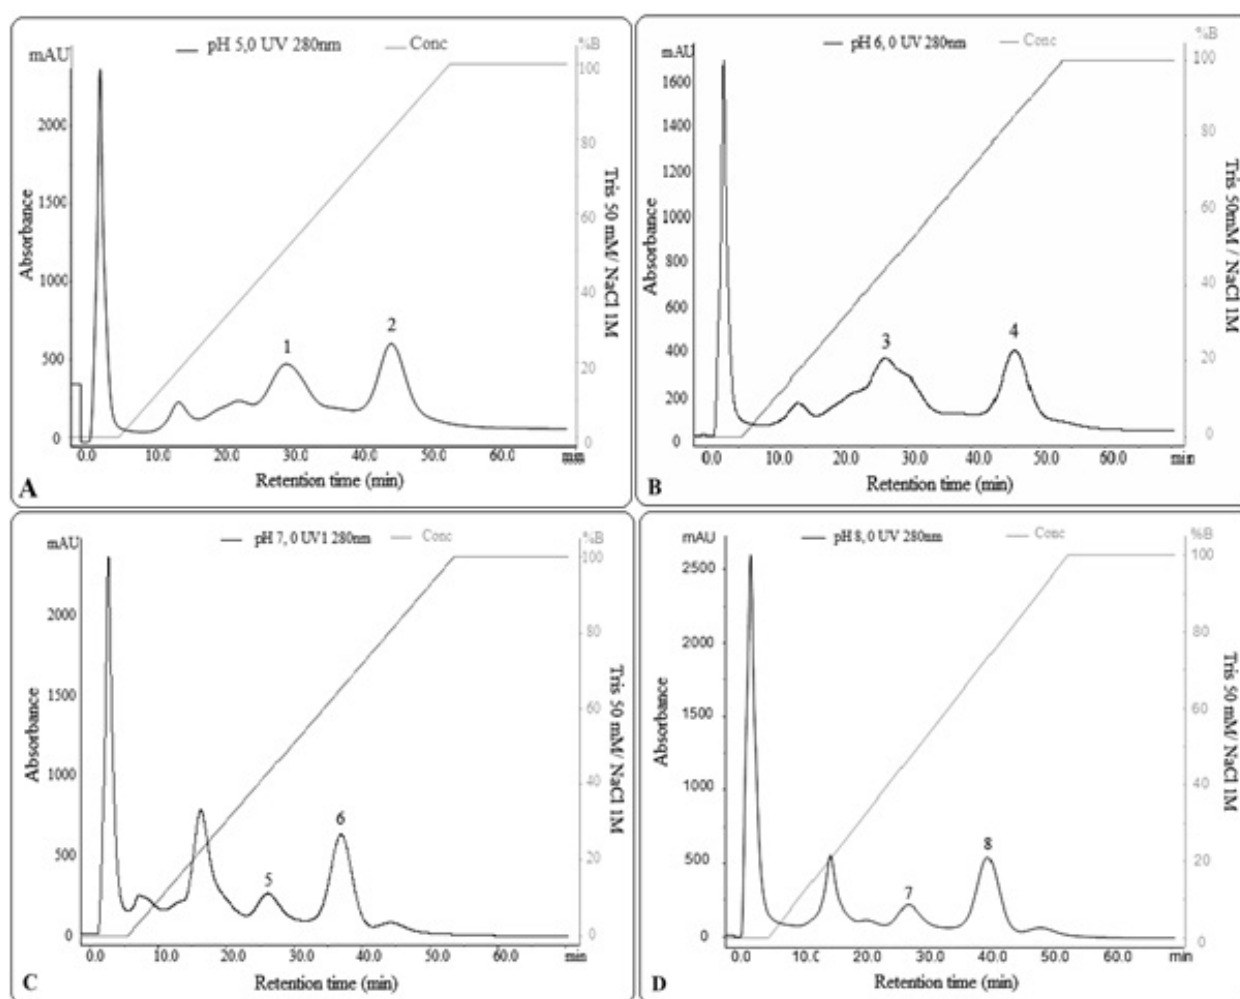 A
mAU
pH 5,0 UV 280nm
Conc
%B
2000
1500
1000
500
0
Absorbance
1
2
100
80
60
40
20
0
Tris 50 mM/ NaCl 1M
0.0 10.0 20.0 30.0 40.0 50.0 60.0 min
Retention time (min)
A
B
mAU
pH 6, 0 UV 280nm
Conc
%B
1600
1400
1200
1000
800
600
400
200
0
Absorbance
3
4
100
80
60
40
20
0
Tris 50mM / NaCl 1M
0.0 10.0 20.0 30.0 40.0 50.0 60.0 min
Retention time (min)
B
mAU
pH 7, 0 UV1 280nm
Conc
%B
2000
1500
1000
500
0
Absorbance
5
6
100
80
60
40
20
0
Tris 50 mM/ NaCl 1M
0.0 10.0 20.0 30.0 40.0 50.0 60.0 min
Retention time (min)
C
mAU
pH 8, 0 UV 280nm
Conc
%B
2500
2000
1500
1000
500
0
Absorbance
7
8
100
80
60
40
20
0
Tris 50 mM/ NaCl 1M
0.0 10.0 20.0 30.0 40.0 50.0 60.0 min
Retention time (min)
D